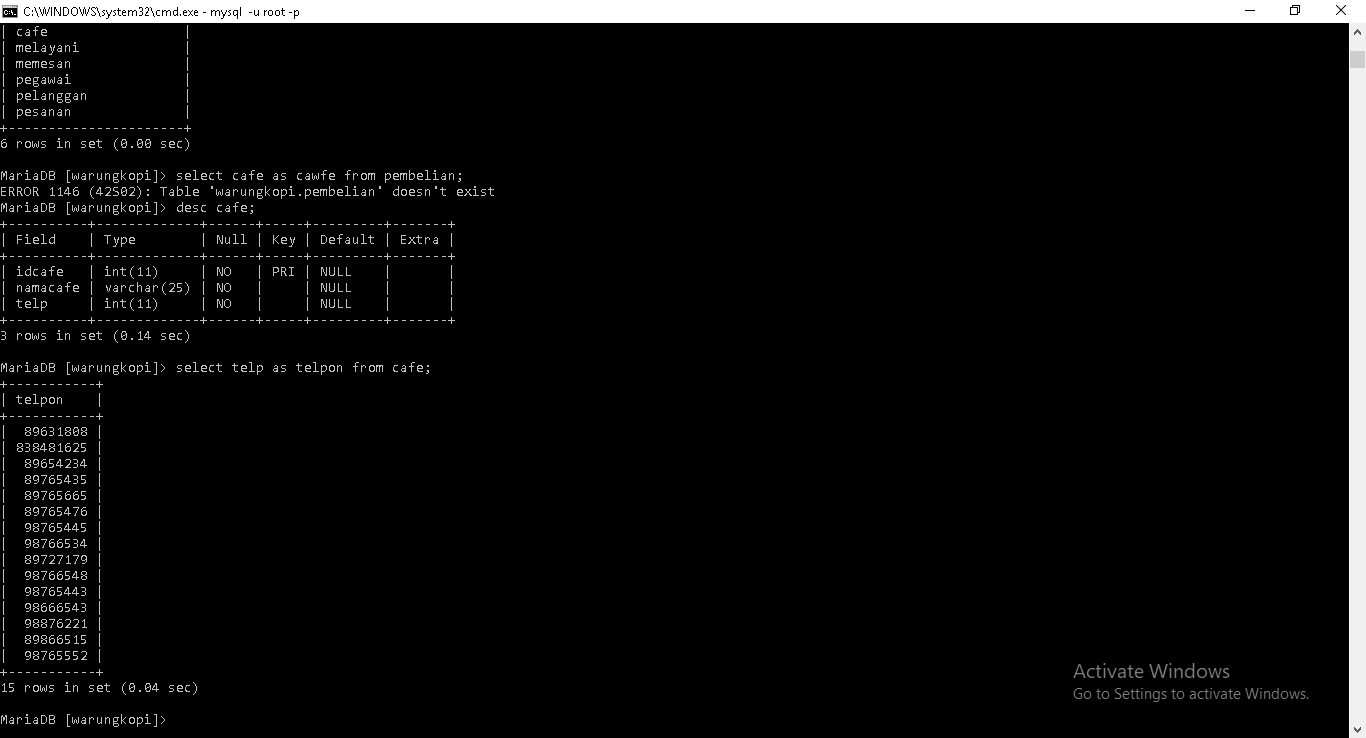 C:\WINDOWS\system32\cmd.exe - mysql -u root -p
| cafe                 |
| melayani             |
| memesan              |
| pegawai              |
| pelanggan            |
| pesanan              |
+----------------------+
6 rows in set (0.00 sec)
MariaDB [warungkopi]> select cafe as cawfe from pembelian;
ERROR 1146 (42S02): Table 'warungkopi.pembelian' doesn't exist
MariaDB [warungkopi]> desc cafe;
+----------+-------------+------+-----+---------+-------+
| Field    | Type        | Null | Key | Default | Extra |
+----------+-------------+------+-----+---------+-------+
| idcafe   | int(11)     | NO   | PRI | NULL    |       |
| namacafe | varchar(25) | NO   |     | NULL    |       |
| telp     | int(11)     | NO   |     | NULL    |       |
+----------+-------------+------+-----+---------+-------+
3 rows in set (0.14 sec)
MariaDB [warungkopi]> select telp as telpon from cafe;
+-----------+
| telpon    |
+-----------+
|  89631808 |
| 838481625 |
|  89654234 |
|  89765435 |
|  89765665 |
|  89765476 |
|  98765445 |
|  98766534 |
|  89727179 |
|  98766548 |
|  98765443 |
|  98666543 |
|  98876221 |
|  89866515 |
|  98765552 |
+-----------+
15 rows in set (0.04 sec)
MariaDB [warungkopi]>
Activate Windows
Go to Settings to activate Windows.